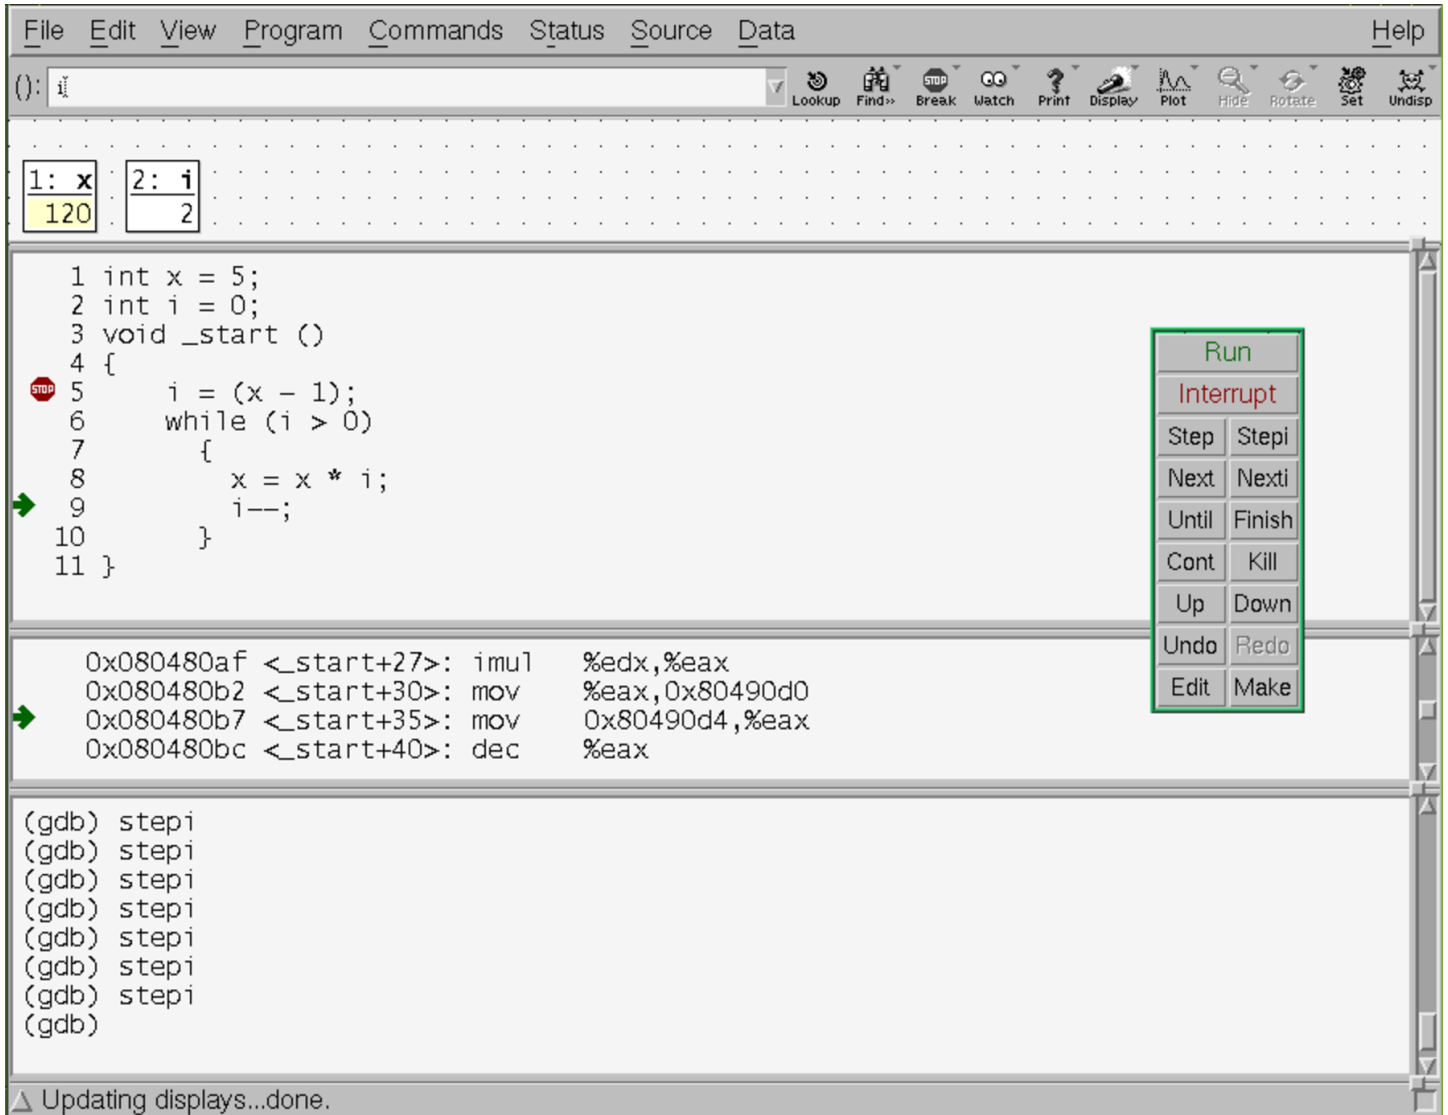 File Edit View Program Commands Status Source Data Help
(): i
Lookup Find» Break Watch Print Display Plot Hide Rotate Set Undisp
1: x 2: i
120 2
1 int x = 5;
2 int i = 0;
3 void _start ()
4 {
STOP 5 i = (x - 1);
6 while (i > 0)
7 {
8 x = x * i;
9 i--;
10 }
11 }
Run
Interrupt
Step Stepi
Next Nexti
Until Finish
Cont Kill
Up Down
Undo Redo
Edit Make
0x080480af <_start+27>: imul %edx,%eax
0x080480b2 <_start+30>: mov %eax,0x80490d0
0x080480b7 <_start+35>: mov 0x80490d4,%eax
0x080480bc <_start+40>: dec %eax
(gdb) stepi
(gdb) stepi
(gdb) stepi
(gdb) stepi
(gdb) stepi
(gdb) stepi
(gdb) stepi
(gdb)
Updating displays...done.